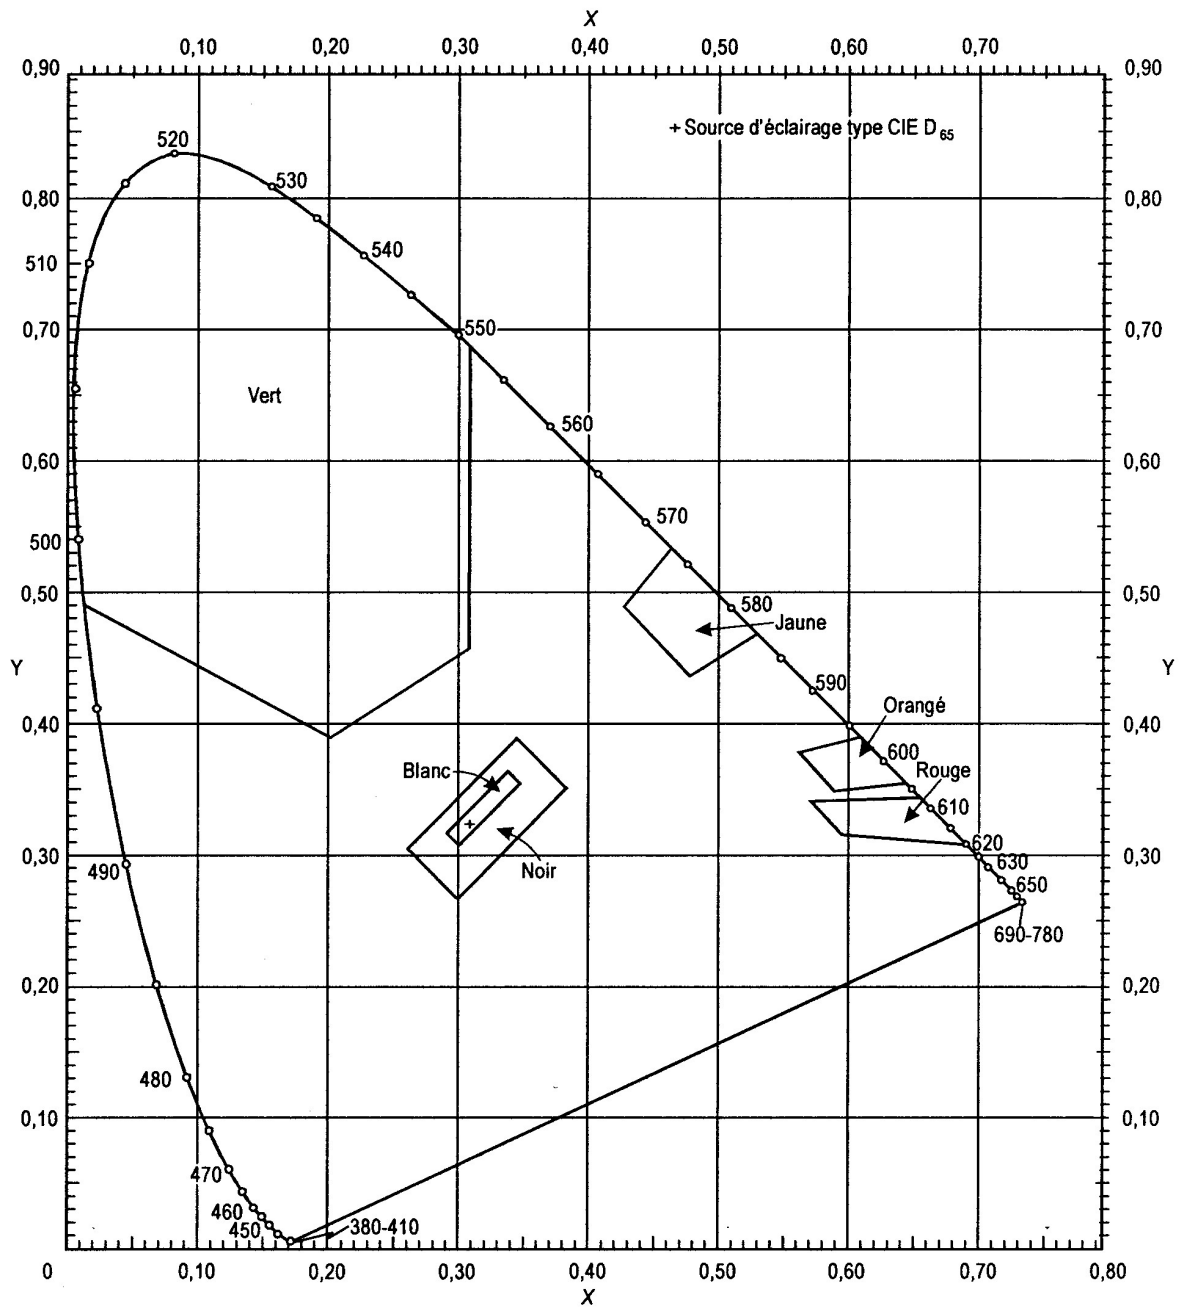 X
0,10 0,20 0,30 0,40 0,50 0,60 0,70
0,90 0,90
+ Source d'éclairage type CIE D65
520
530
0,80 0,80
540
510
0,70 550 0,70
Vert
560
0,60 0,60
570
500
0,50 580 0,50
Jaune
Y Y
590
Orangé
0,40 0,40
600
Blanc Rouge
610
620
0,30 630 0,30
490 Noir
650
690-780
0,20 0,20
480
0,10 0,10
470
460
450 380-410
0 0,10 0,20 0,30 0,40 0,50 0,60 0,70 0,80
X